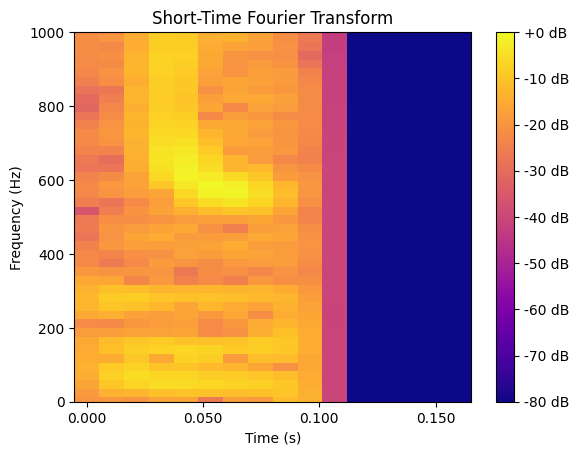 Short-Time Fourier Transform
1000
800
600
400
200
0
Frequency (Hz)
0.000
0.050
0.100
0.150
Time (s)
+0 dB
-10 dB
-20 dB
-30 dB
-40 dB
-50 dB
-60 dB
-70 dB
-80 dB